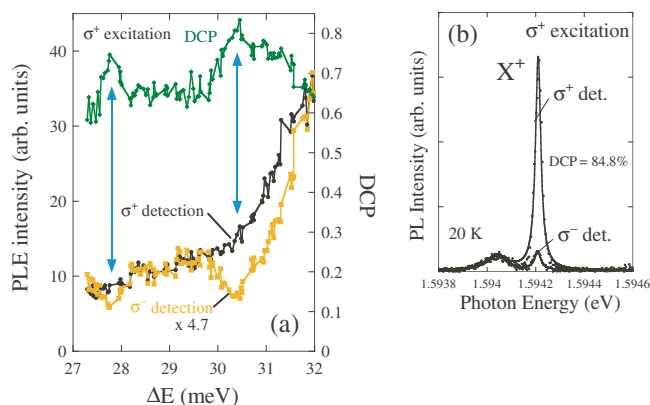 (a)
σ+ excitation
DCP
σ+ detection
σ− detection
x 4.7
PLE intensity (arb. units)
40
30
20
10
0
0.8
0.7
0.6
0.5
0.4
0.3
0.2
0.1
DCP
27 28 29 30 31 32
ΔE (meV)
(b)
σ+ excitation
X+
σ+ det.
DCP = 84.8%
20 K
σ− det.
PL Intensity (arb. units)
1.5938 1.594 1.5942 1.5944 1.5946
Photon Energy (eV)